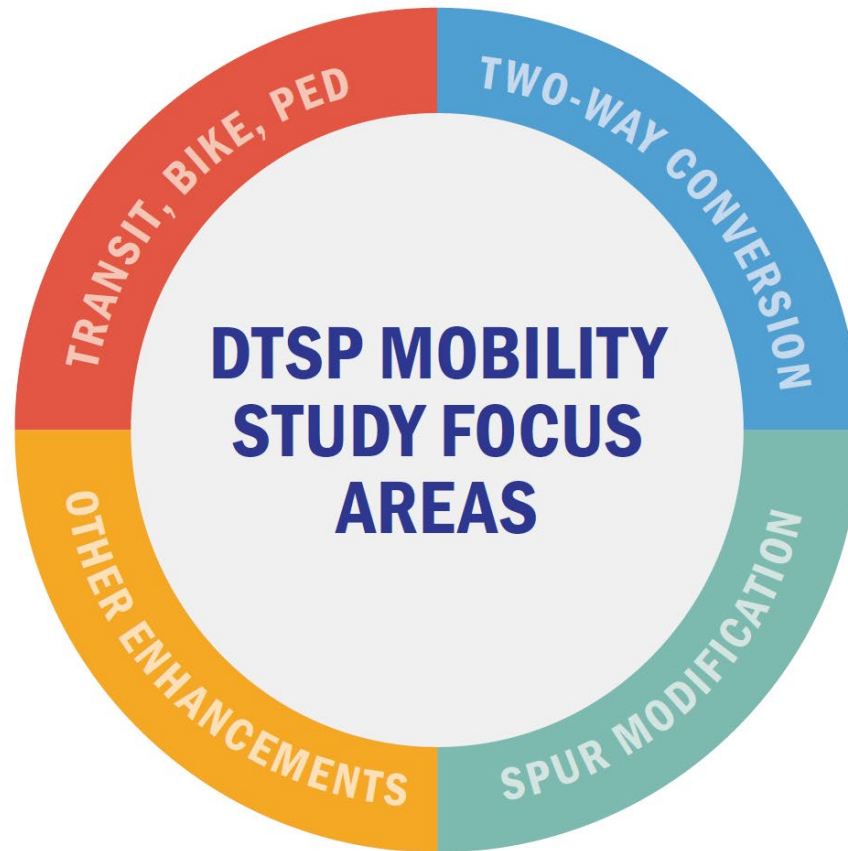 TRANSIT, BIKE, PED
TWO-WAY CONVERSION
DTSP MOBILITY
STUDY FOCUS
AREAS
OTHER ENHANCEMENTS
SPUR MODIFICATION